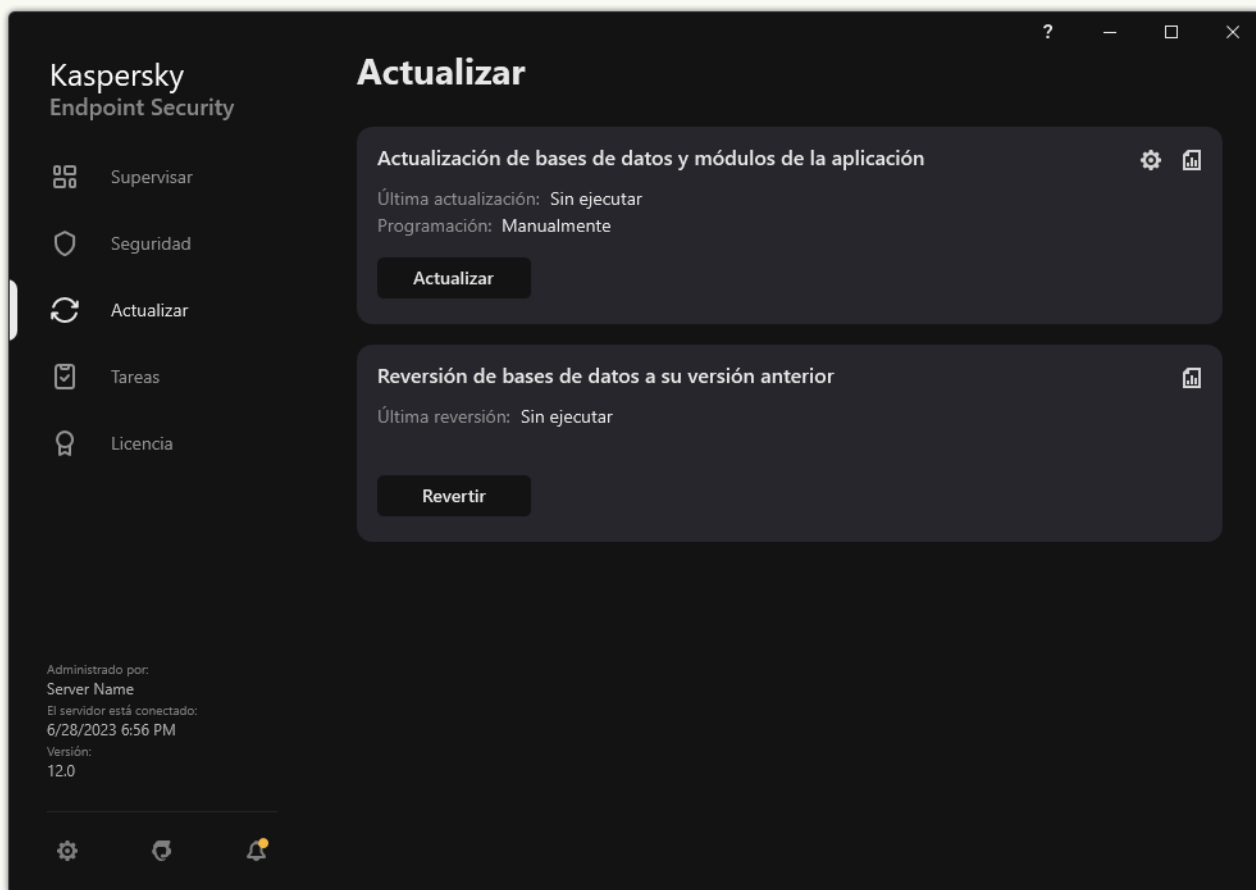 ?
Kaspersky
Endpoint Security
Supervisar
Seguridad
Actualizar
Tareas
Licencia
Administrado por:
Server Name
El servidor está conectado:
6/28/2023 6:56 PM
Versión:
12.0
Actualizar
Actualización de bases de datos y módulos de la aplicación
Última actualización: Sin ejecutar
Programación: Manualmente
Actualizar
Reversión de bases de datos a su versión anterior
Última reversión: Sin ejecutar
Revertir